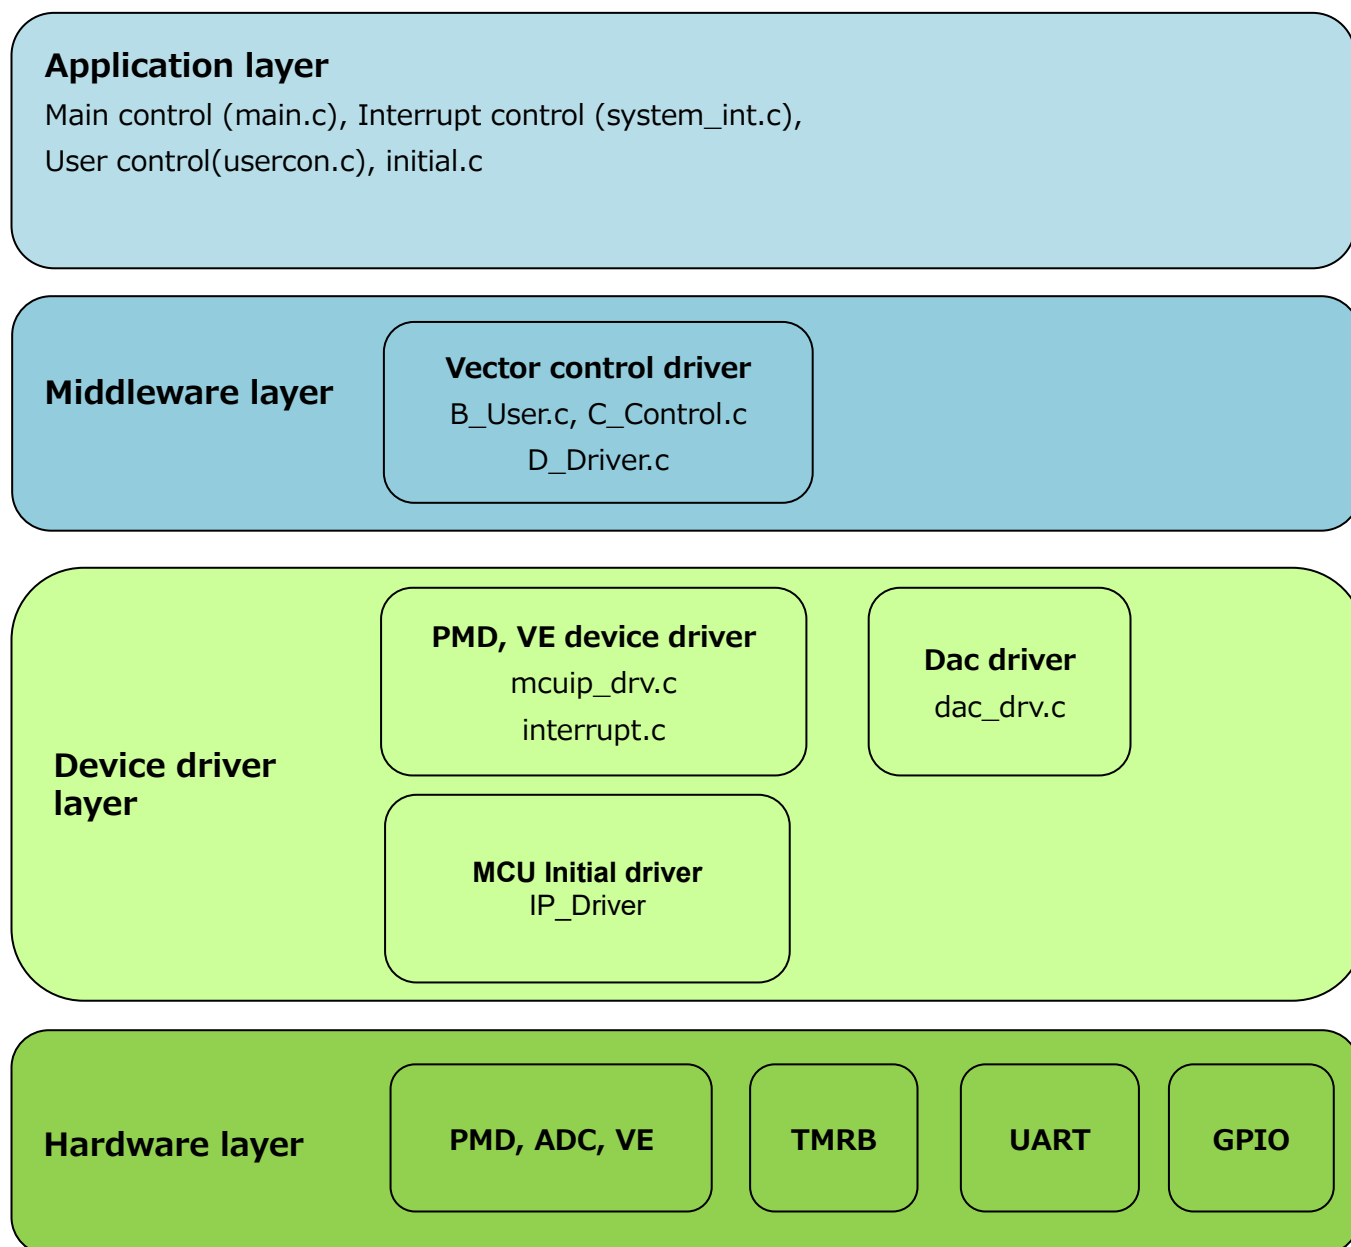 Application layer
Main control (main.c), Interrupt control (system_int.c),
User control(usercon.c), initial.c
Middleware layer
Vector control driver
B_User.c, C_Control.c
D_Driver.c
Device driver
layer
PMD, VE device driver
mcuip_drv.c
interrupt.c
Dac driver
dac_drv.c
MCU Initial driver
IP_Driver
Hardware layer
PMD, ADC, VE
TMRB
UART
GPIO